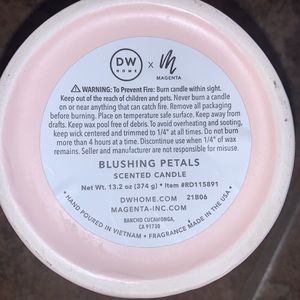 DW
HOME
x
M
MAGENTA
⚠ WARNING: To Prevent Fire: Burn candle within sight.
Keep out of the reach of children and pets. Never burn a candle
on or near anything that can catch fire. Remove all packaging
before burning. Place on temperature safe surface. Keep away from
drafts. Keep wax pool free of debris. To avoid overheating and sooting,
keep wick centered and trimmed to 1/4" at all times. Do not burn
more than 4 hours at a time. Discontinue use when 1/4" of wax
remains. Seller and manufacturer are not responsible for misuse.
BLUSHING PETALS
SCENTED CANDLE
Net Wt. 13.2 oz (374 g) * Item #RD115891
DWHOME.COM 21806
MAGENTA-INC.COM
RANCHO CUCAMONGA,
CA 91730
• HAND POURED IN VIETNAM • FRAGRANCE MADE IN THE USA •